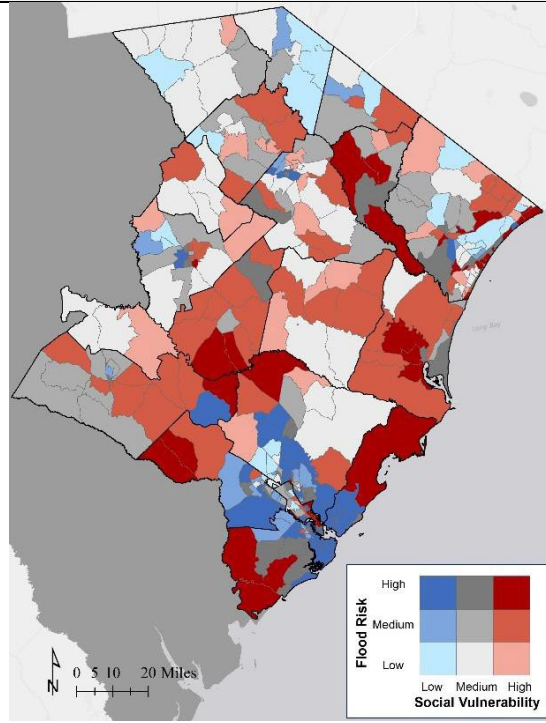 Long Bay
N
0 5 10 20 Miles
Flood Risk
High
Medium
Low
Low Medium High
Social Vulnerability